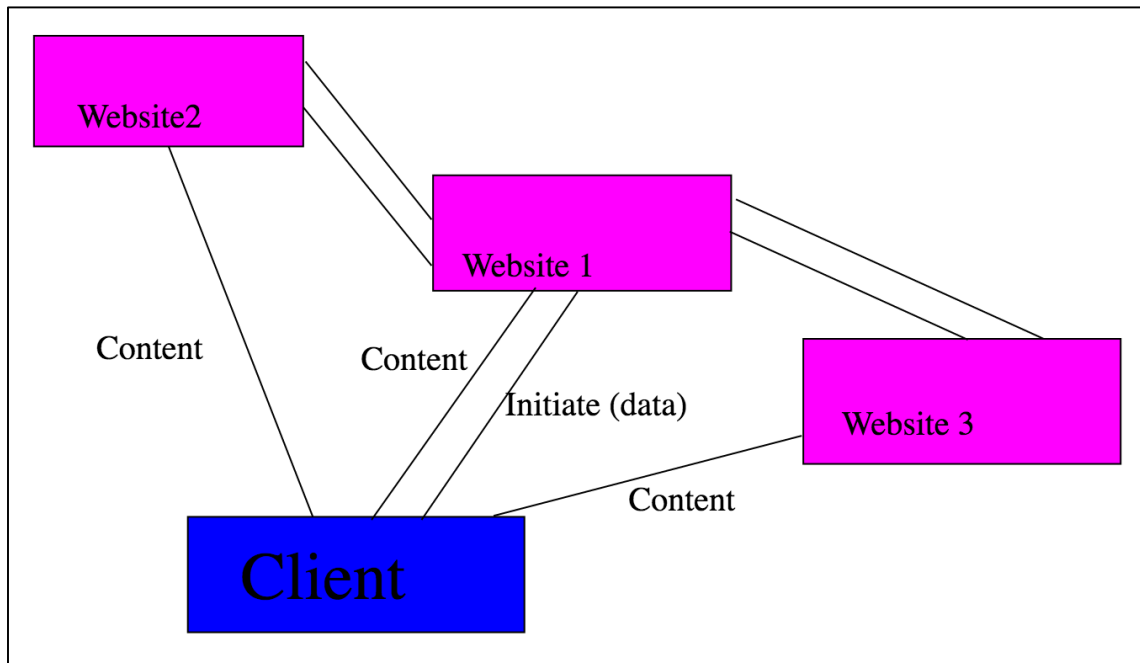 Website2
Website 1
Content
Content
Initiate (data)
Website 3
Content
Client